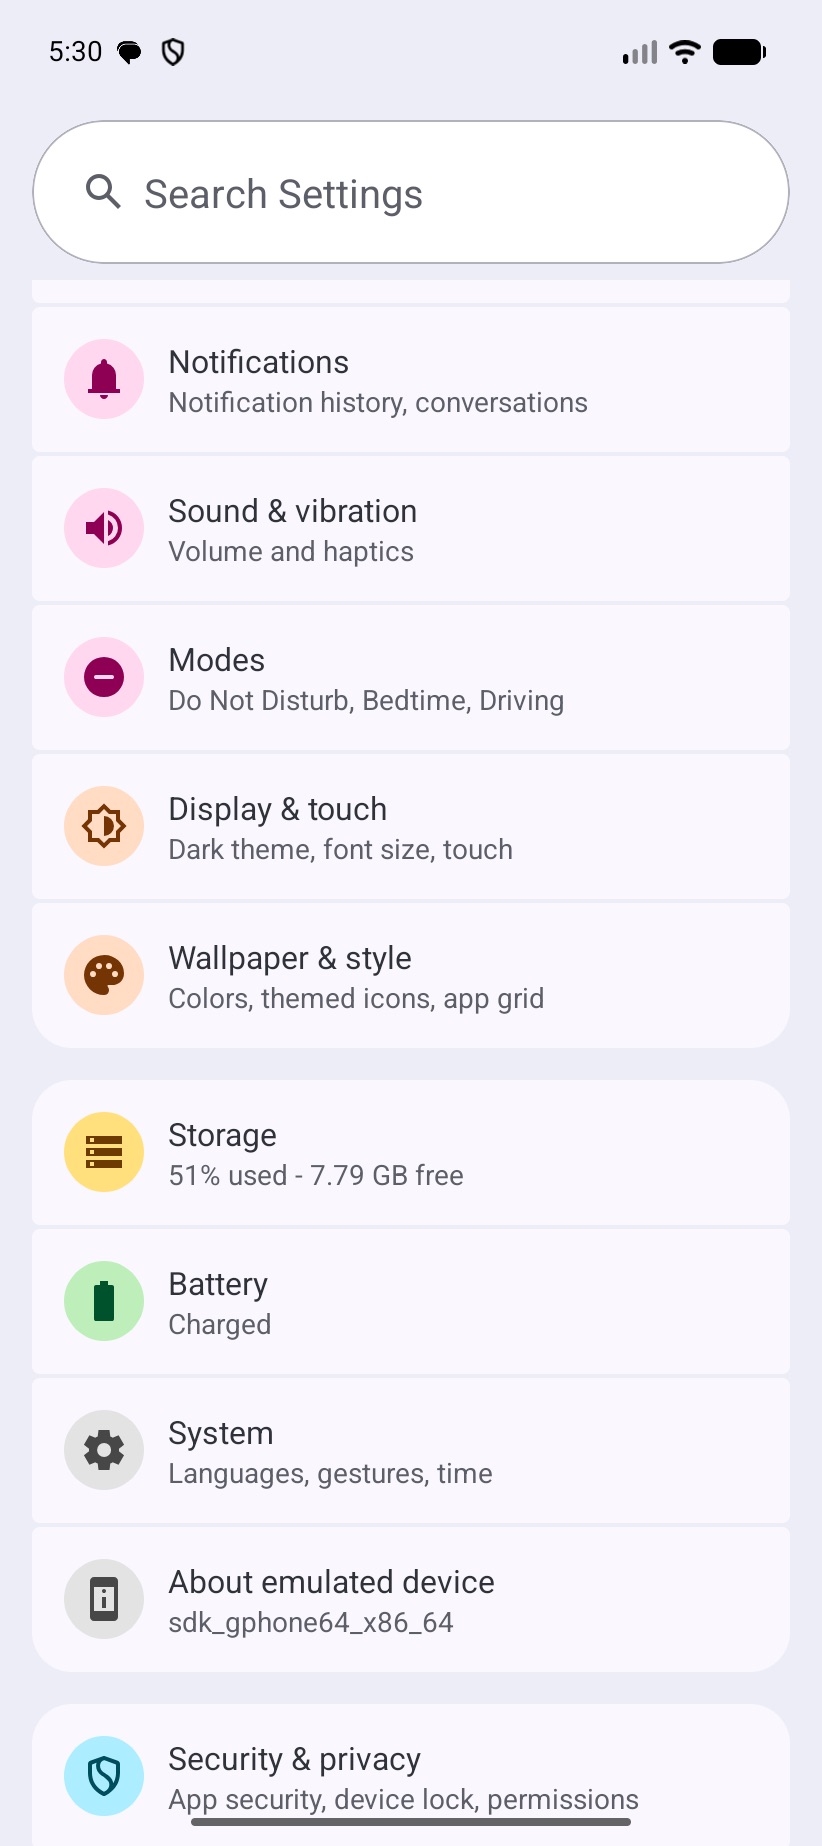 5:30
Search Settings
Notifications
Notification history, conversations
Sound & vibration
Volume and haptics
Modes
Do Not Disturb, Bedtime, Driving
Display & touch
Dark theme, font size, touch
Wallpaper & style
Colors, themed icons, app grid
Storage
51% used - 7.79 GB free
Battery
Charged
System
Languages, gestures, time
About emulated device
sdk_gphone64_x86_64
Security & privacy
App security, device lock, permissions